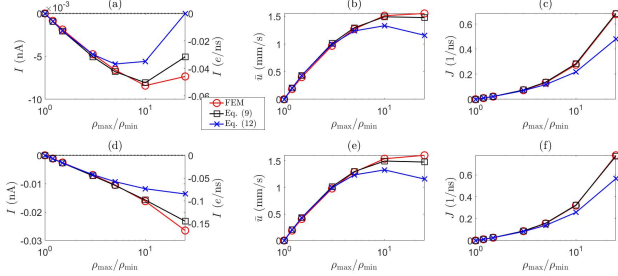 (a)
×10⁻³
0
-5
-10
I (nA)
0
-0.02
-0.04
-0.06
I (e/ns)
10⁰
10¹
ρmax/ρmin
(b)
1.5
1
0.5
0
ū (mm/s)
10⁰
10¹
ρmax/ρmin
(c)
0.6
0.4
0.2
0
J (1/ns)
10⁰
10¹
ρmax/ρmin
FEM
Eq. (9)
Eq. (12)
(d)
0
-0.01
-0.02
-0.03
I (nA)
0
-0.05
-0.1
-0.15
I (e/ns)
10⁰
10¹
ρmax/ρmin
(e)
1.5
1
0.5
0
ū (mm/s)
10⁰
10¹
ρmax/ρmin
(f)
0.6
0.4
0.2
0
J (1/ns)
10⁰
10¹
ρmax/ρmin